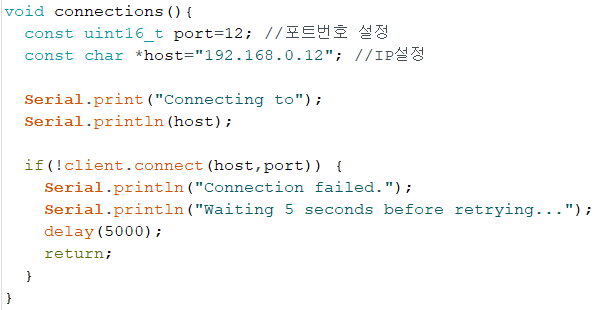 void connections(){
const uint16_t port=12; //포트번호 설정
const char *host="192.168.0.12"; //IP설정
Serial.print("Connecting to");
Serial.println(host);
if(!client.connect(host,port)) {
Serial.println("Connection failed.");
Serial.println("Waiting 5 seconds before retrying...");
delay(5000);
return;
}
}